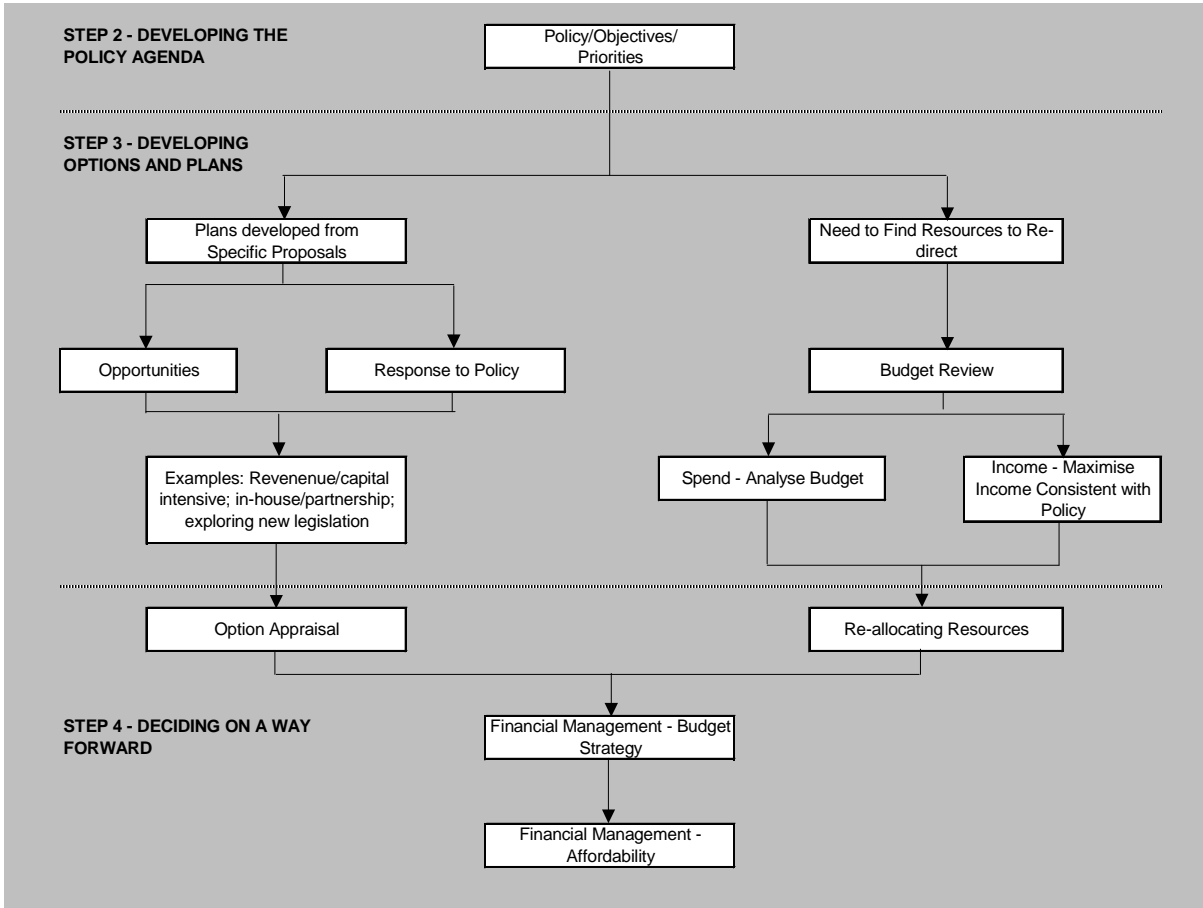 STEP 2 - DEVELOPING THE
POLICY AGENDA
Policy/Objectives/
Priorities
STEP 3 - DEVELOPING
OPTIONS AND PLANS
Plans developed from
Specific Proposals
Need to Find Resources to Re-
direct
Opportunities
Response to Policy
Budget Review
Examples: Revenenue/capital
intensive; in-house/partnership;
exploring new legislation
Spend - Analyse Budget
Income - Maximise
Income Consistent with
Policy
Option Appraisal
Re-allocating Resources
STEP 4 - DECIDING ON A WAY
FORWARD
Financial Management - Budget
Strategy
Financial Management -
Affordability